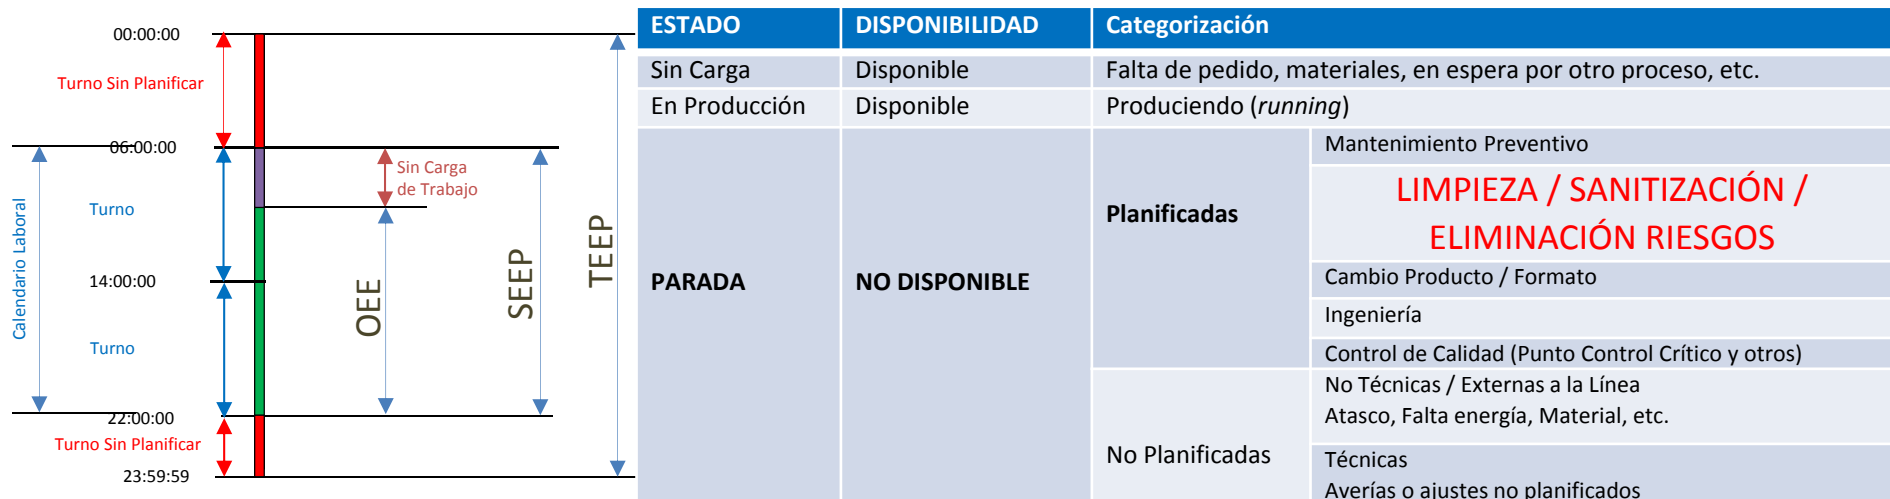 00:00:00
Turno Sin Planificar
06:00:00
Sin Carga
de Trabajo
Turno
Calendario Laboral
14:00:00
Turno
22:00:00
Turno Sin Planificar
23:59:59
OEE
SEEP
TEEP
ESTADO DISPONIBILIDAD Categorización
Sin Carga Disponible Falta de pedido, materiales, en espera por otro proceso, etc.
En Producción Disponible Produciendo (running)
PARADA NO DISPONIBLE
Planificadas
Mantenimiento Preventivo
LIMPIEZA / SANITIZACIÓN /
ELIMINACIÓN RIESGOS
Cambio Producto / Formato
Ingeniería
Control de Calidad (Punto Control Crítico y otros)
No Planificadas
No Técnicas / Externas a la Línea
Atasco, Falta energía, Material, etc.
Técnicas
Averías o ajustes no planificados